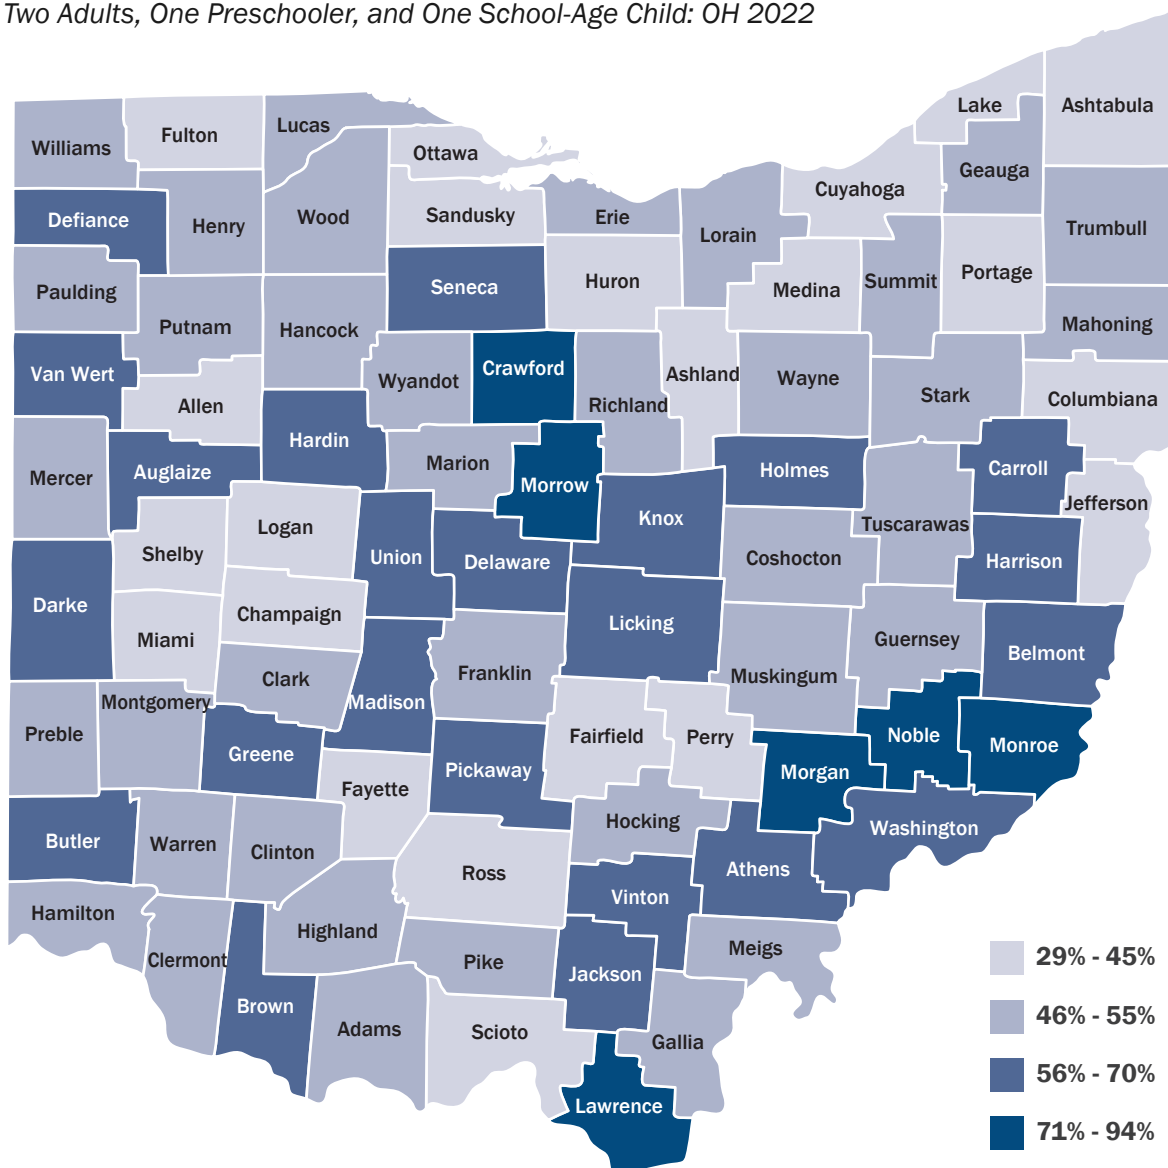 Two Adults, One Preschooler, and One School-Age Child: OH 2022
Lake
Ashtabula
Lucas
Fulton
Williams
Ottawa
Geauga
Cuyahoga
Defiance
Henry
Wood
Sandusky
Erie
Lorain
Trumbull
Paulding
Seneca
Huron
Medina
Summit
Portage
Putnam
Hancock
Mahoning
Van Wert
Wyandot
Crawford
Ashland
Wayne
Allen
Richland
Stark
Columbiana
Hardin
Mercer
Auglaize
Marion
Morrow
Holmes
Carroll
Jefferson
Logan
Knox
Tuscarawas
Shelby
Union
Delaware
Coshocton
Harrison
Darke
Champaign
Licking
Miami
Guernsey
Belmont
Clark
Franklin
Muskingum
Montgomery
Madison
Preble
Greene
Fairfield
Perry
Noble
Monroe
Pickaway
Morgan
Fayette
Butler
Warren
Clinton
Hocking
Washington
Ross
Athens
Vinton
Hamilton
Highland
Clermont
Pike
Meigs
Jackson
Brown
Adams
Scioto
Gallia
Lawrence
29% - 45%
46% - 55%
56% - 70%
71% - 94%